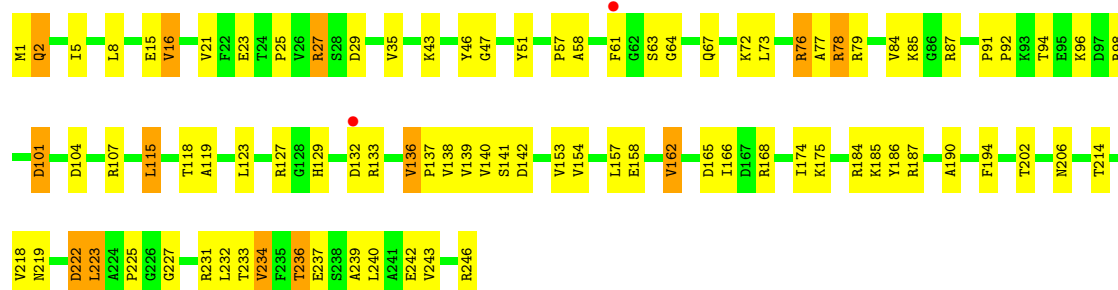 M1 Q2 I5 L8 E15 V16 V21 F22 E23 T24 P25 V26 R27 S28 D29 V35 K43 Y46 G47 Y51 P57 A58 F61 G62 S63 G64 Q67 K72 L73 R76 A77 R78 R79 V84 K85 G86 R87 P91 P92 K93 T94 E95 K96 D97
D101 D104 R107 L115 T118 A119 L123 R127 G128 H129 D132 R133 V136 P137 V138 V139 V140 S141 D142 V153 V154 L157 E158 V162 D165 I166 D167 R168 I174 K175 R184 K185 Y186 R187 A190 F194 T202 N206 T214
V218 N219 D222 L223 A224 P225 G226 G227 R231 L232 T233 V234 F235 T236 E237 S238 A239 L240 A241 E242 V243 R246